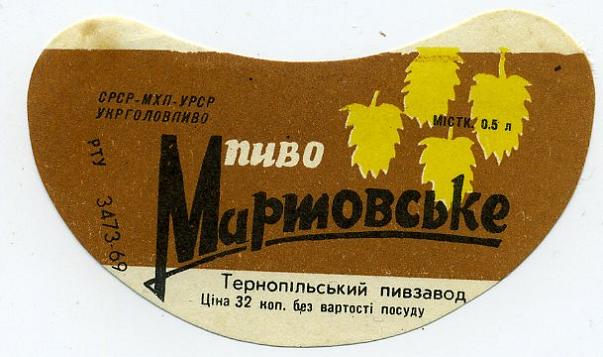 СРСР-МХП-УРСР
УКРГОЛОВПИВО
МІСТК. 0.5 л
РТУ 3473-69
пиво
Мартовське
Тернопільський пивзавод
Ціна 32 коп. без вартості посуду